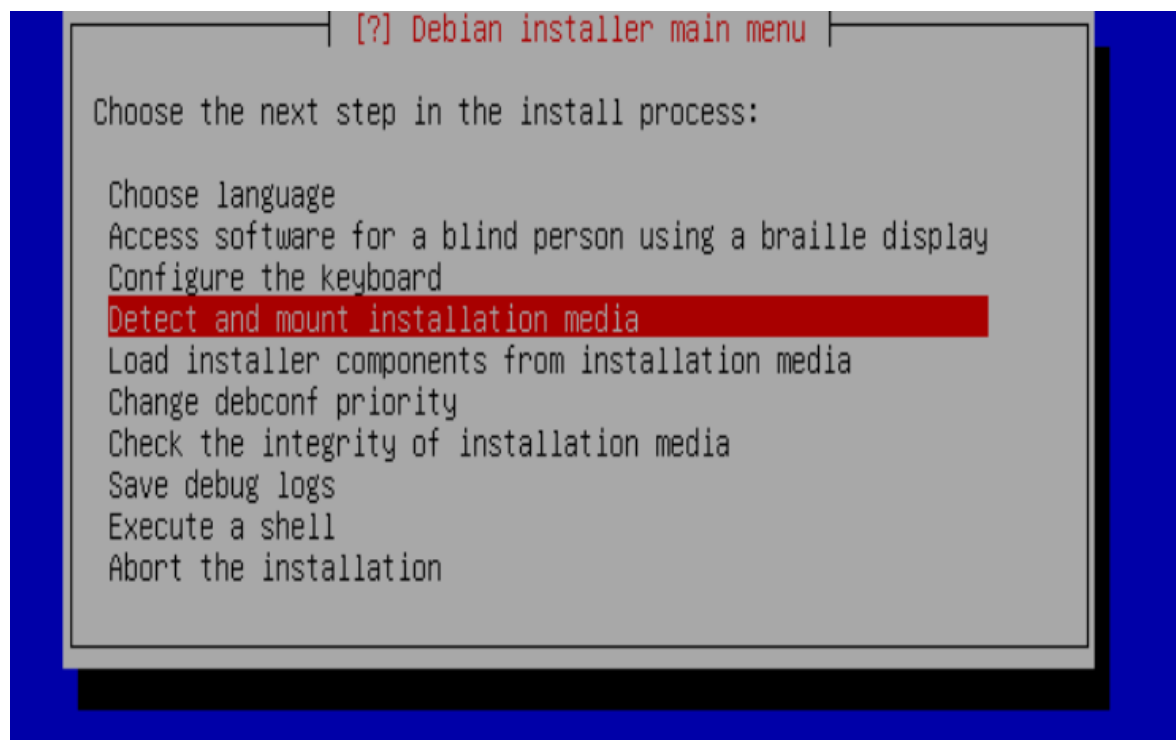 [?] Debian installer main menu
Choose the next step in the install process:
Choose language
Access software for a blind person using a braille display
Configure the keyboard
Detect and mount installation media
Load installer components from installation media
Change debconf priority
Check the integrity of installation media
Save debug logs
Execute a shell
Abort the installation